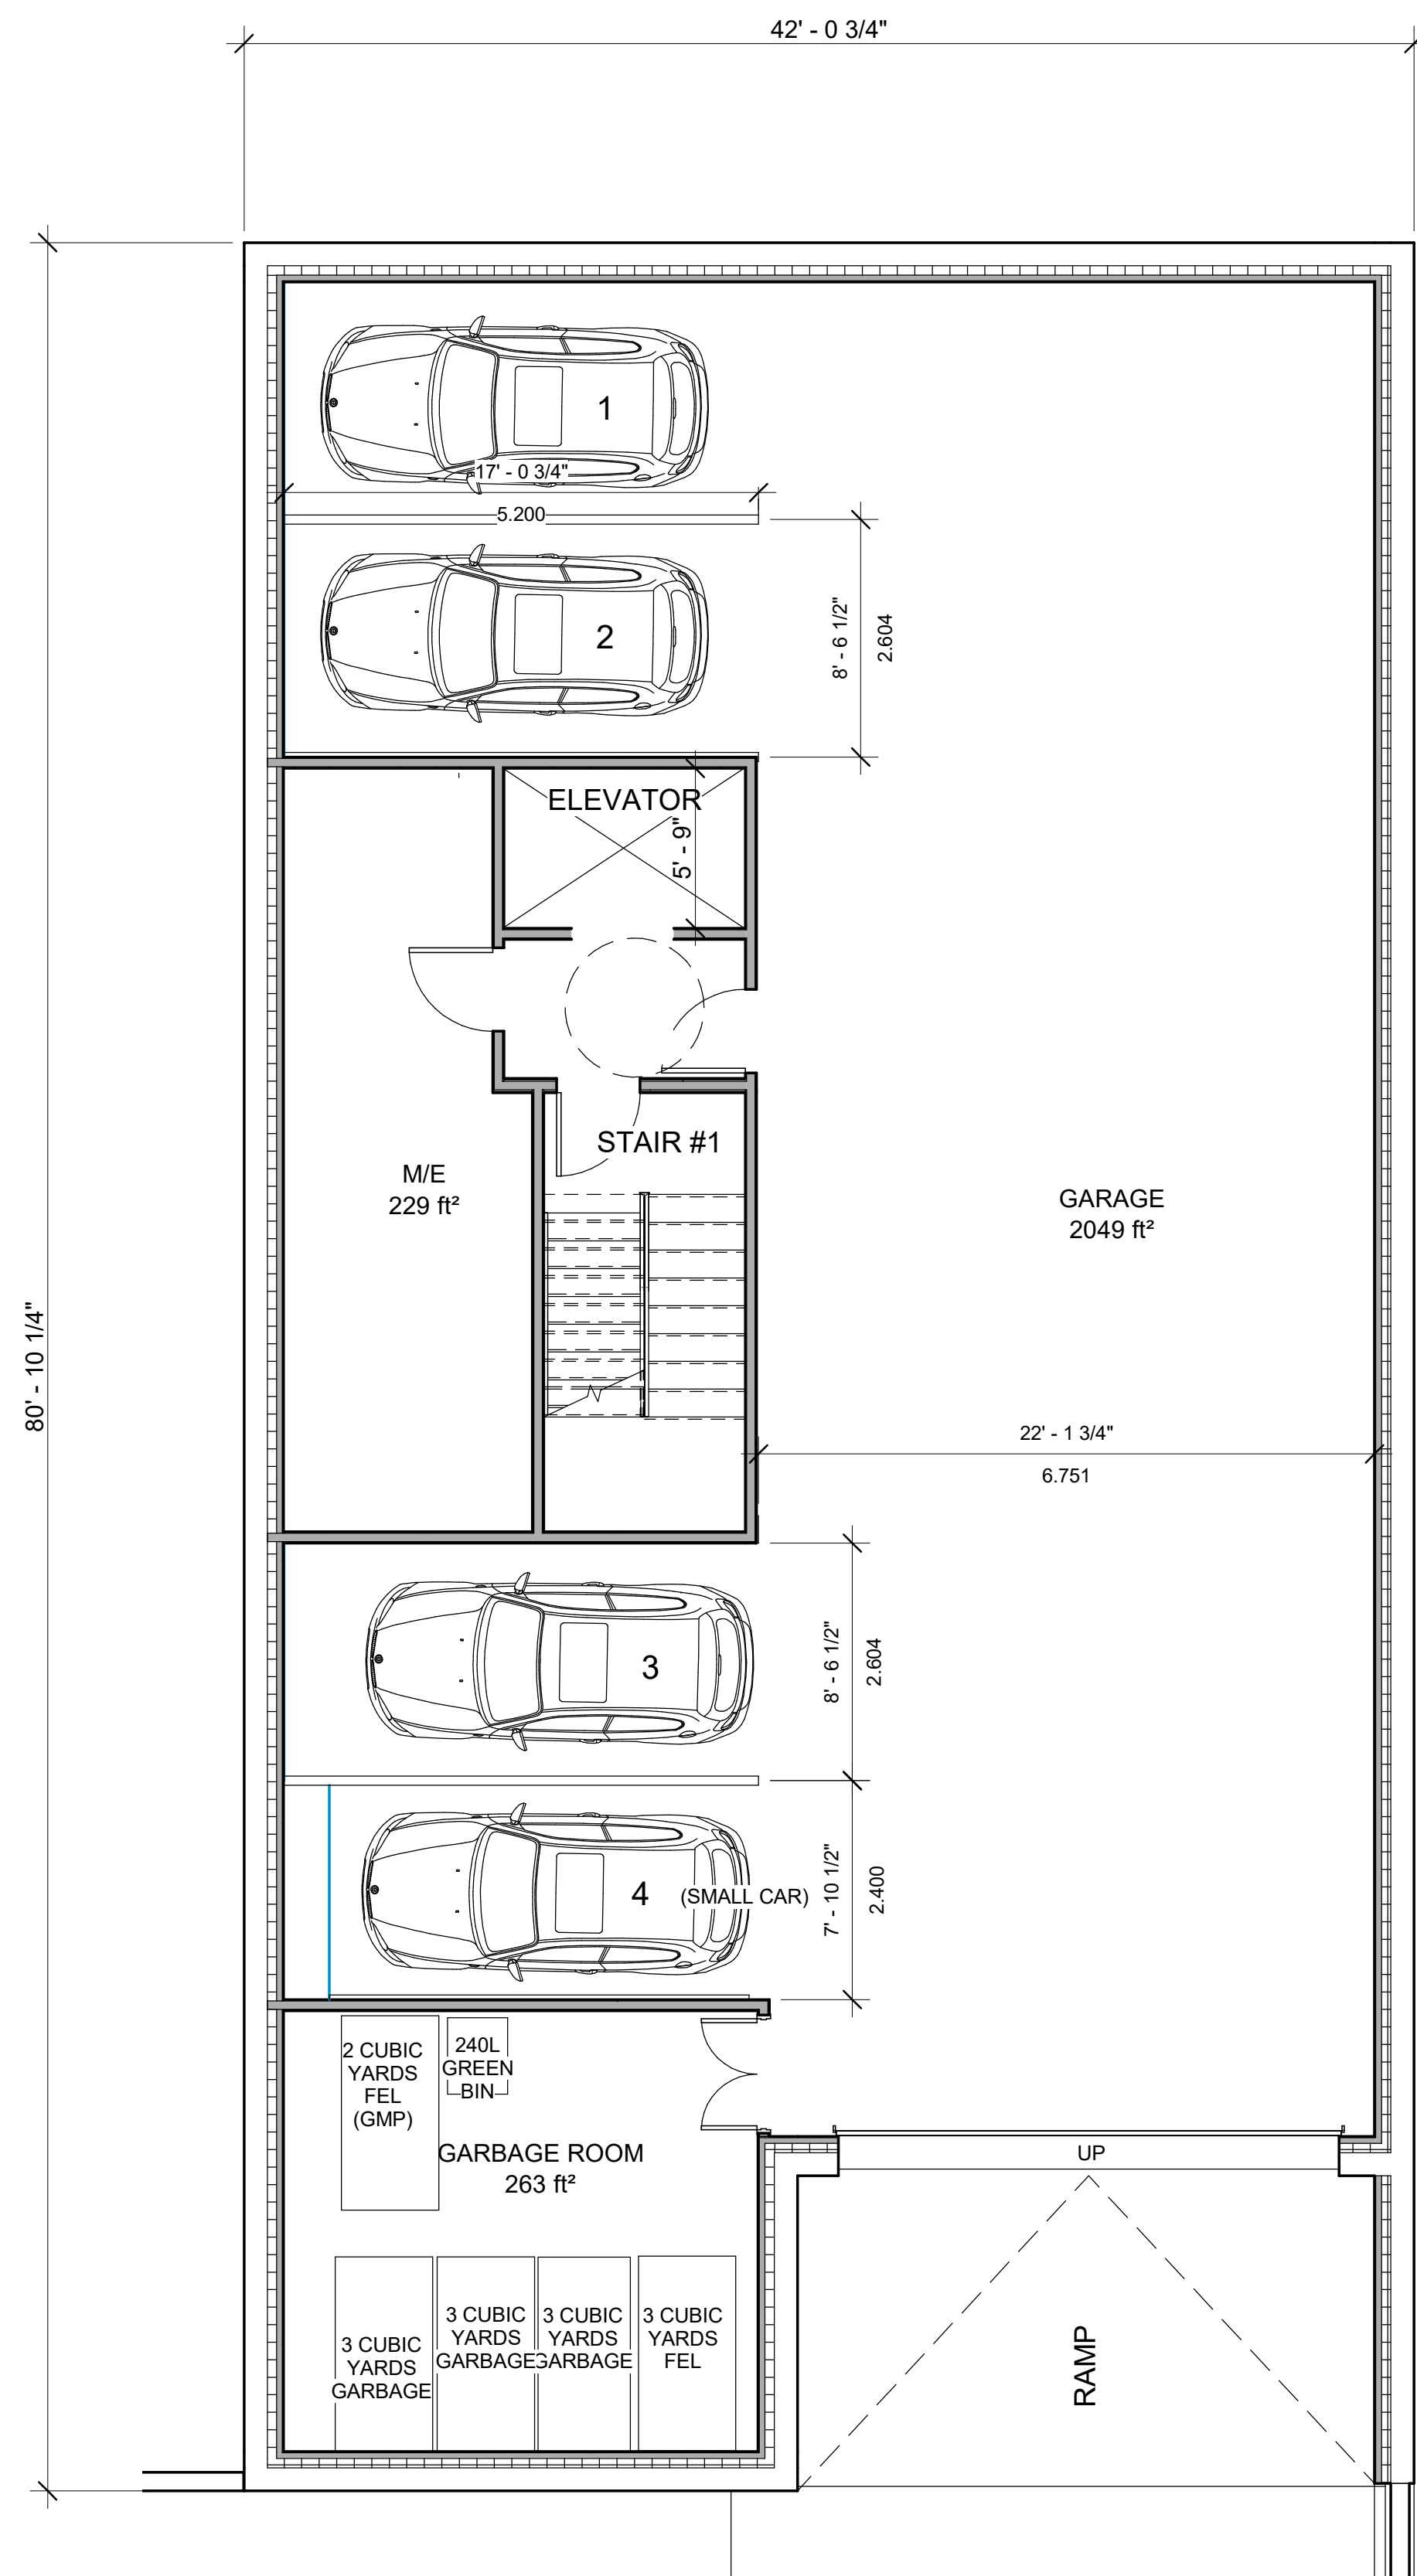 42' - 0 3/4"
1
17' - 0 3/4"
5.200
2
8' - 6 1/2"
2.604
ELEVATOR
5' - 9"
STAIR #1
M/E
229 ft²
GARAGE
2049 ft²
80' - 10 1/4"
22' - 1 3/4"
6.751
3
8' - 6 1/2"
2.604
4
(SMALL CAR)
7' - 10 1/2"
2.400
2 CUBIC
YARDS
FEL
(GMP)
240L
GREEN
BIN
GARBAGE ROOM
263 ft²
UP
3 CUBIC
YARDS
GARBAGE
3 CUBIC
YARDS
GARBAGE
3 CUBIC
YARDS
GARBAGE
3 CUBIC
YARDS
FEL
RAMP